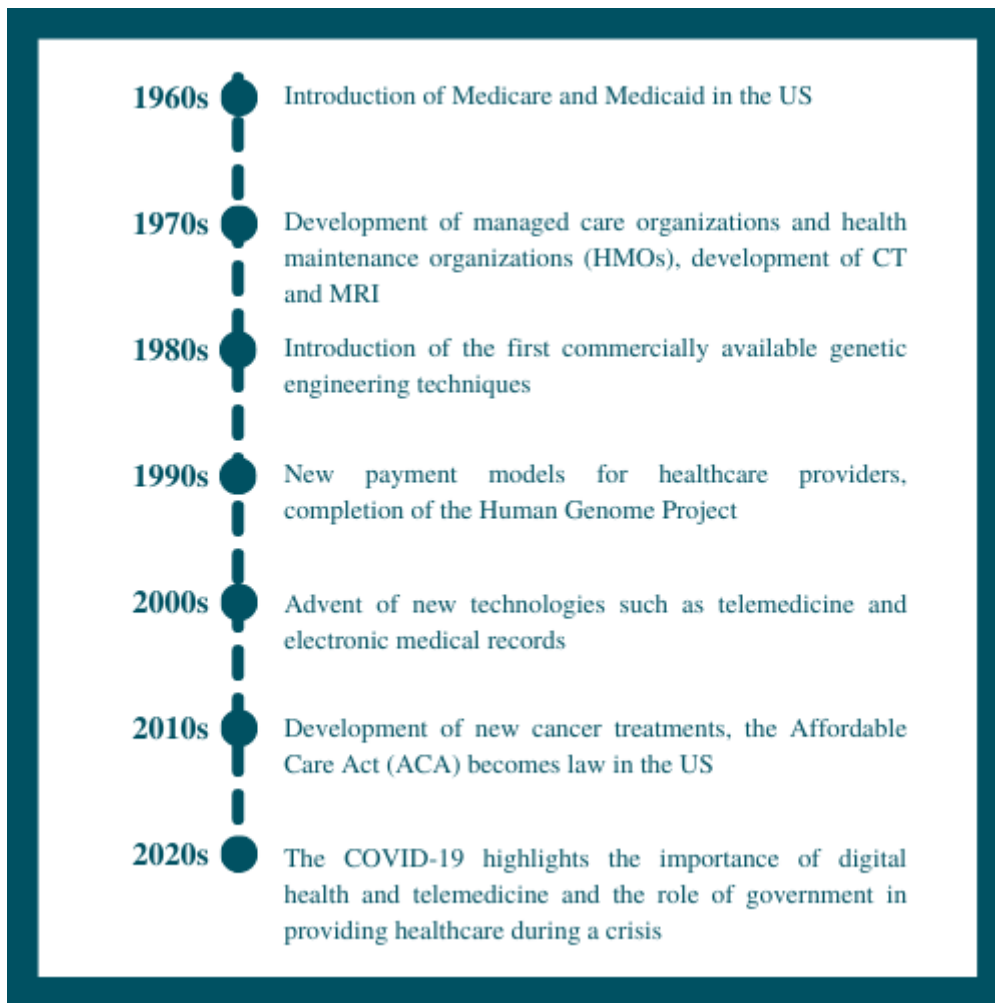 1960s Introduction of Medicare and Medicaid in the US
1970s Development of managed care organizations and health
maintenance organizations (HMOs), development of CT
and MRI
1980s Introduction of the first commercially available genetic
engineering techniques
1990s New payment models for healthcare providers,
completion of the Human Genome Project
2000s Advent of new technologies such as telemedicine and
electronic medical records
2010s Development of new cancer treatments, the Affordable
Care Act (ACA) becomes law in the US
2020s The COVID-19 highlights the importance of digital
health and telemedicine and the role of government in
providing healthcare during a crisis